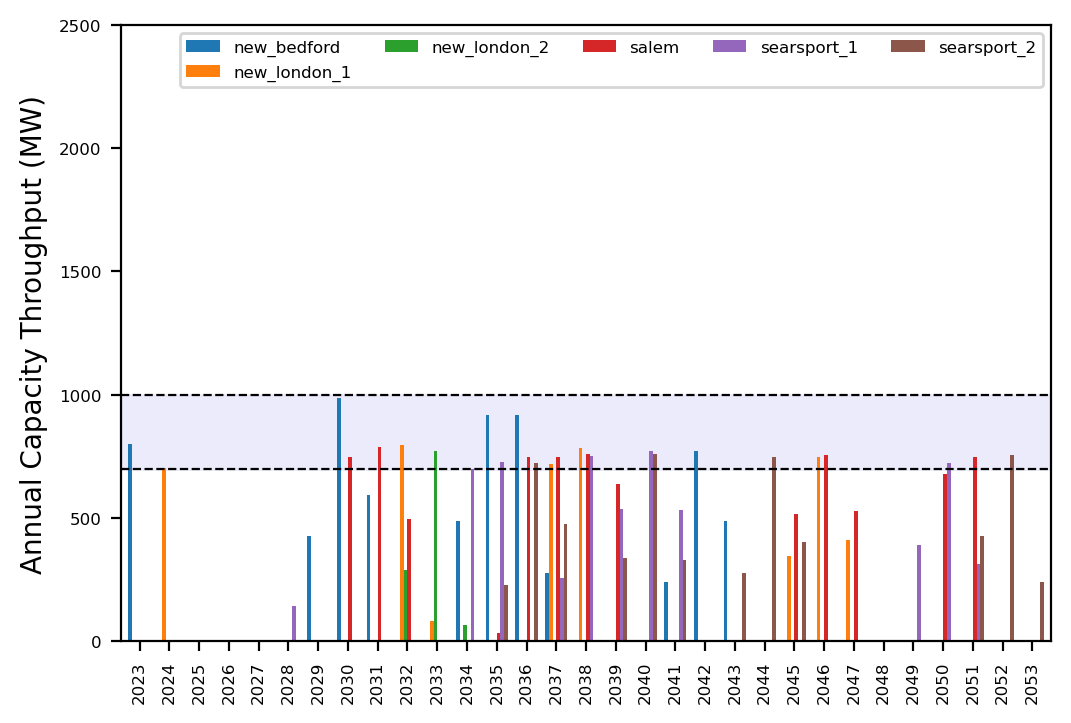 Annual Capacity Throughput (MW)
2500
2000
1500
1000
500
0
new_bedford new_london_2 salem searsport_1 searsport_2
new_london_1
2023 2024 2025 2026 2027 2028 2029 2030 2031 2032 2033 2034 2035 2036 2037 2038 2039 2040 2041 2042 2043 2044 2045 2046 2047 2048 2049 2050 2051 2052 2053